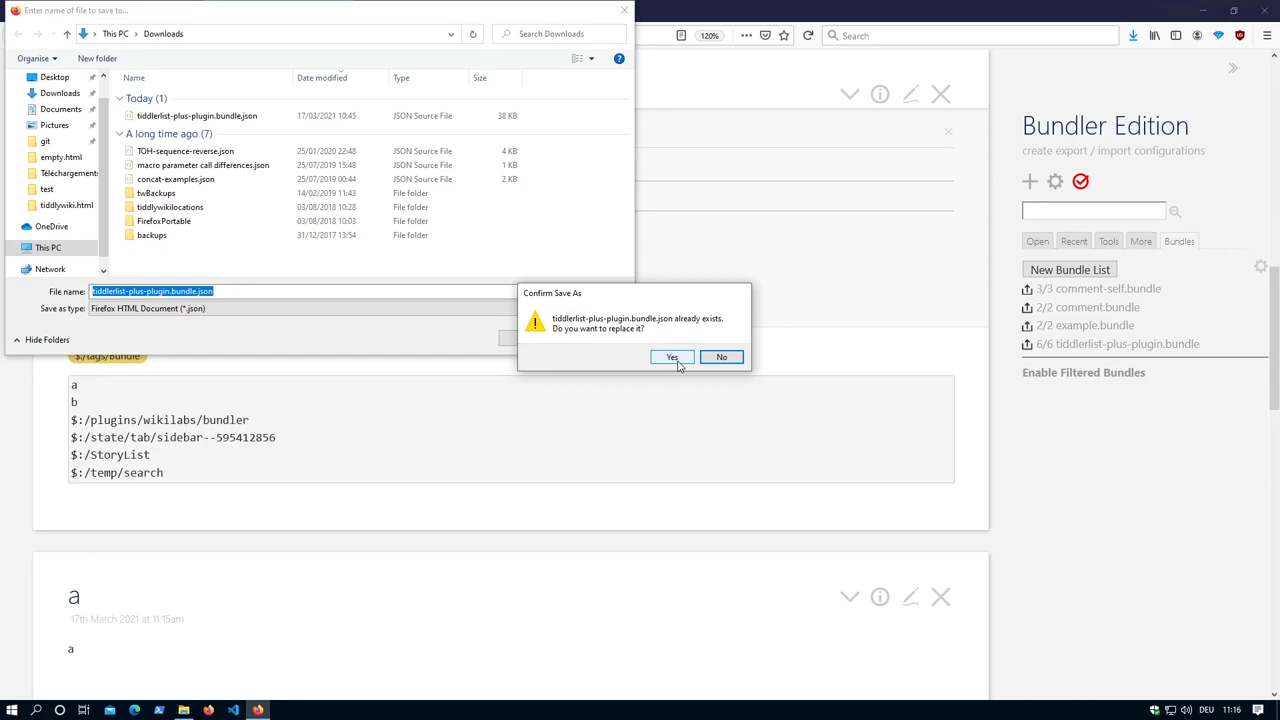 Enter name of file to save to...
This PC > Downloads
Search Downloads
120%
Search
Organise
New folder
Desktop
Downloads
Documents
Pictures
git
empty.html
Téléchargements
test
tiddlywiki.html
OneDrive
This PC
Network
Name Date modified Type Size
Today (1)
tiddlerlist-plus-plugin.bundle.json 17/03/2021 10:45 JSON Source File 38 KB
A long time ago (7)
TOH-sequence-reverse.json 25/01/2020 22:48 JSON Source File 4 KB
macro parameter call differences.json 25/07/2019 15:48 JSON Source File 1 KB
concat-examples.json 25/07/2019 00:44 JSON Source File 2 KB
twBackups 14/02/2019 11:43 File folder
tiddlywikilocations 03/08/2018 10:28 File folder
FirefoxPortable 03/08/2018 10:03 File folder
backups 31/12/2017 13:54 File folder
File name: tiddlerlist-plus-plugin.bundle.json
Save as type: Firefox HTML Document (*.json)
Hide Folders
Confirm Save As
tiddlerlist-plus-plugin.bundle.json already exists.
Do you want to replace it?
Yes
No
$:/tags/Bundle
a
b
$:/plugins/wikilabs/bundler
$:/state/tab/sidebar--595412856
$:/StoryList
$:/temp/search
a
17th March 2021 at 11:15am
a
Bundler Edition
create export / import configurations
Open Recent Tools More Bundles
New Bundle List
3/3 comment-self.bundle
2/2 comment.bundle
2/2 example.bundle
6/6 tiddlerlist-plus-plugin.bundle
Enable Filtered Bundles
DEU 11:16